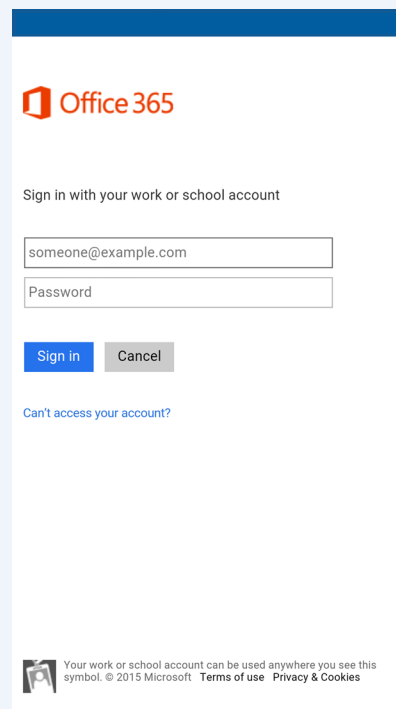 Office 365
Sign in with your work or school account
someone@example.com
Password
Sign in Cancel
Can't access your account?
Your work or school account can be used anywhere you see this
symbol. © 2015 Microsoft Terms of use Privacy & Cookies